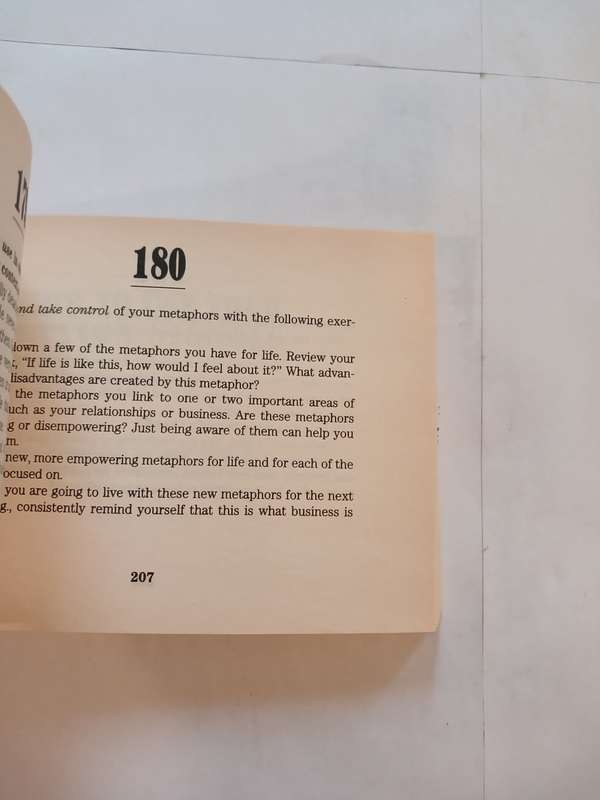 180
nd take control of your metaphors with the following exer-
down a few of the metaphors you have for life. Review your
"If life is like this, how would I feel about it?" What advan-
disadvantages are created by this metaphor?
the metaphors you link to one or two important areas of
such as your relationships or business. Are these metaphors
g or disempowering? Just being aware of them can help you
m.
new, more empowering metaphors for life and for each of the
ocused on.
you are going to live with these new metaphors for the next
g., consistently remind yourself that this is what business is
207